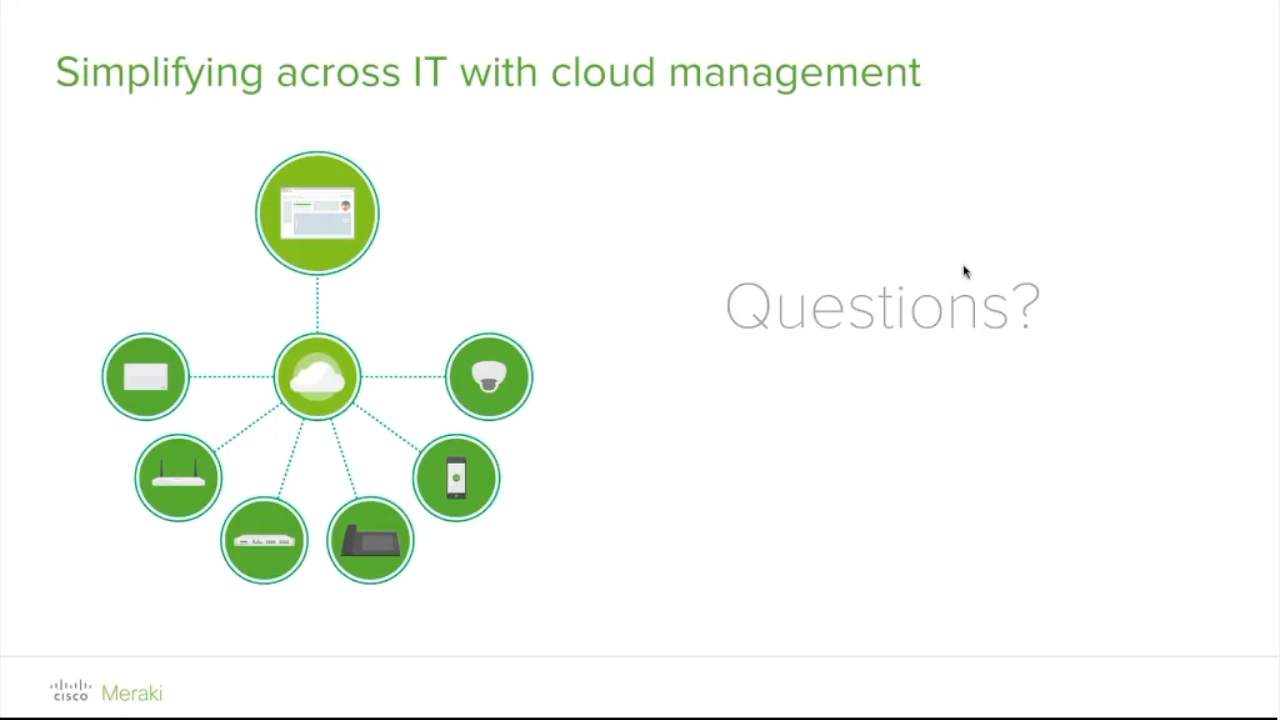 Simplifying across IT with cloud management
Questions?
CISCO Meraki